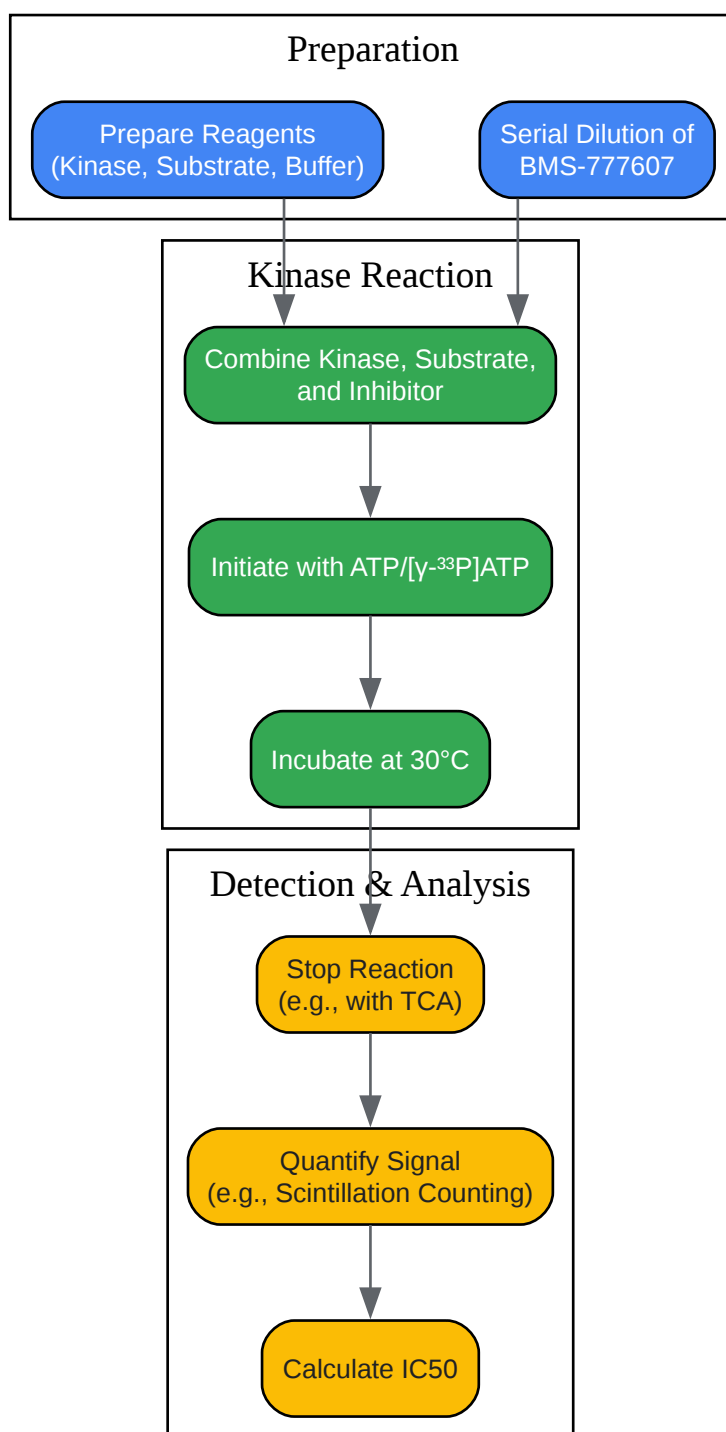 Preparation
Prepare Reagents
(Kinase, Substrate, Buffer)
Serial Dilution of
BMS-777607
Kinase Reaction
Combine Kinase, Substrate,
and Inhibitor
Initiate with ATP/[γ-³³P]ATP
Incubate at 30°C
Detection & Analysis
Stop Reaction
(e.g., with TCA)
Quantify Signal
(e.g., Scintillation Counting)
Calculate IC50